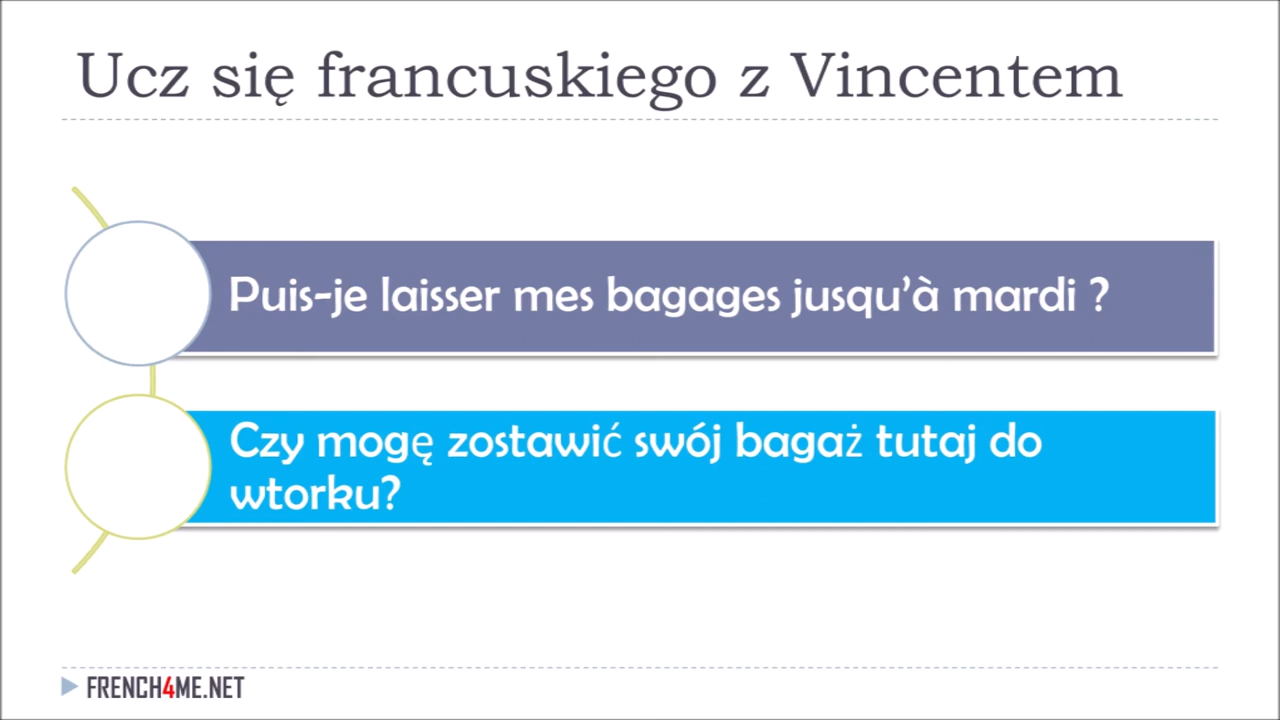 Ucz się francuskiego z Vincentem
Puis-je laisser mes bagages jusqu’à mardi ?
Czy mogę zostawić swój bagaż tutaj do
wtorku?
FRENCH4ME.NET